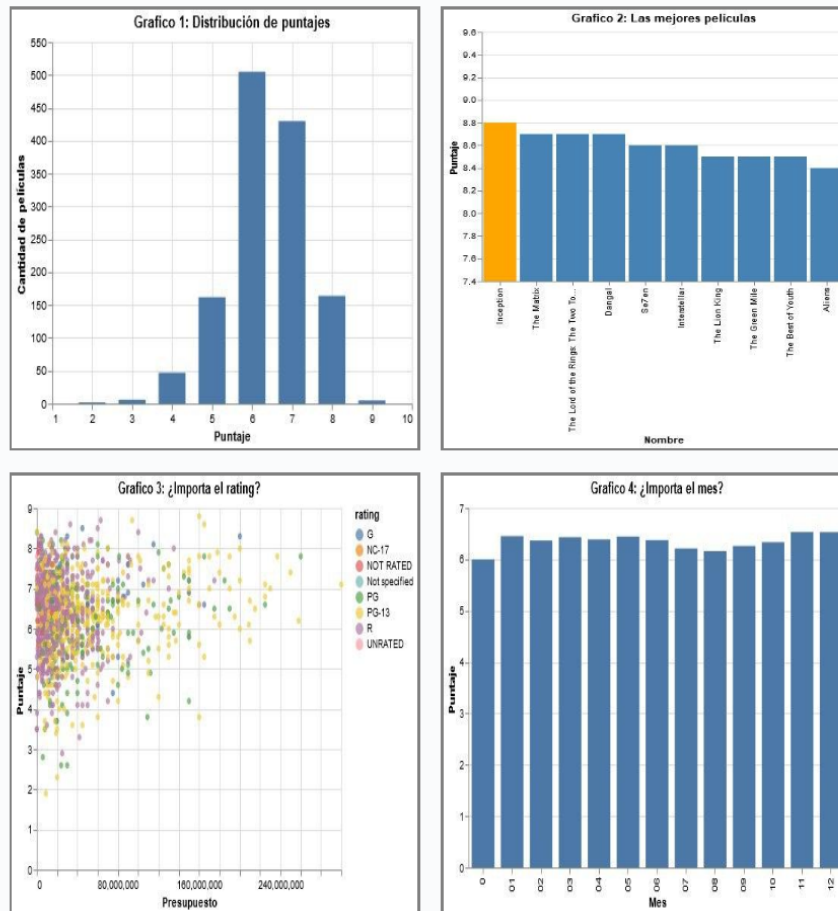 Grafico 1: Distribución de puntajes
550
500
450
400
350
300
250
200
150
100
50
0
Cantidad de películas
1 2 3 4 5 6 7 8 9 10
Puntaje
Grafico 2: Las mejores películas
9.6
9.4
9.2
9.0
8.8
8.6
8.4
8.2
8.0
7.8
7.6
7.4
Puntaje
Inception
The Matrix
The Lord of the Rings: The Two To...
Dangal
Se7en
Interstellar
The Lion King
The Green Mile
The Best of Youth
Aliens
Nombre
Grafico 3: ¿Importa el rating?
9
8
7
6
5
4
3
2
1
0
Puntaje
0 80,000,000 160,000,000 240,000,000
Presupuesto
rating
G
NC-17
NOT RATED
Not specified
PG
PG-13
R
UNRATED
Grafico 4: ¿Importa el mes?
7
6
5
4
3
2
1
0
Puntaje
0 01 02 03 04 05 06 07 08 09 10 11 12
Mes